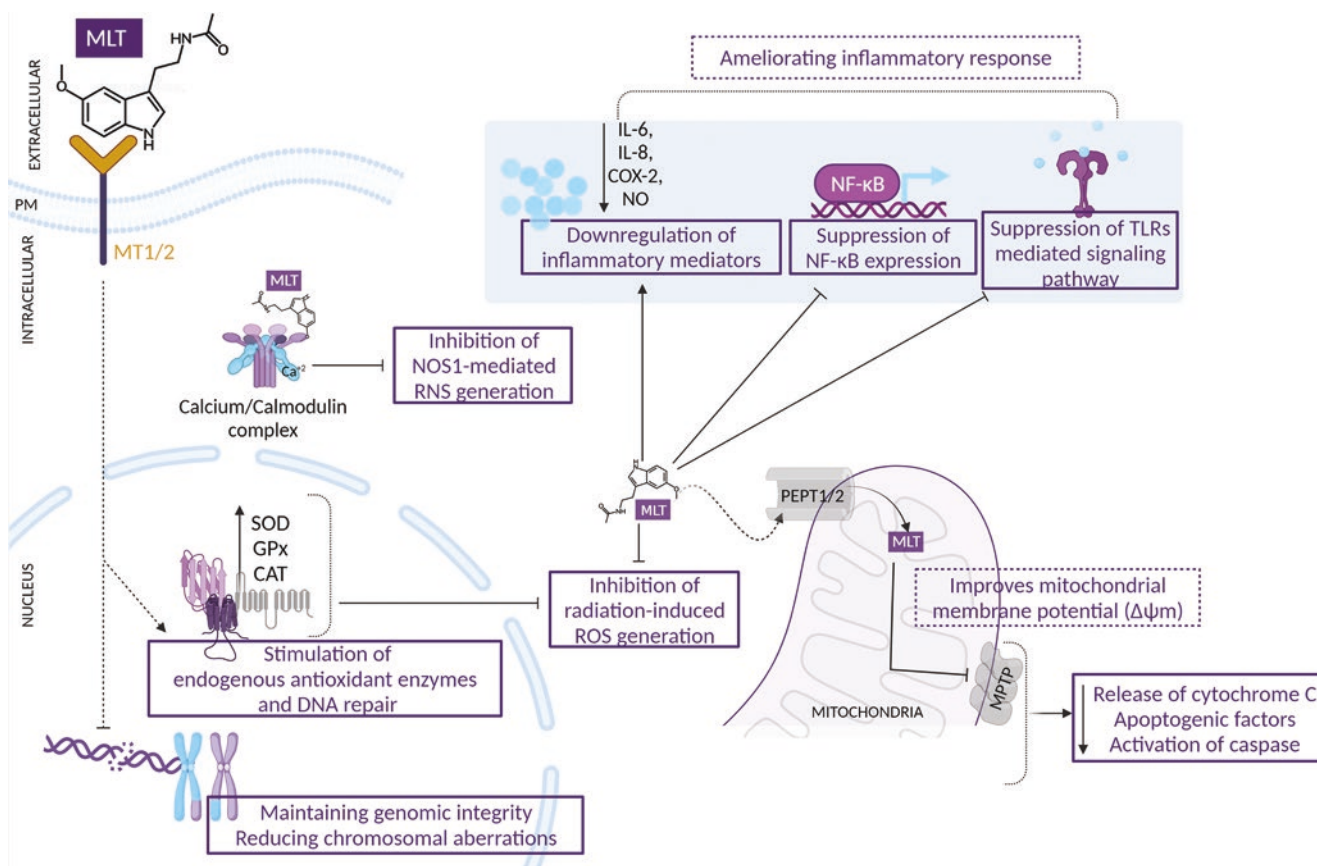 MLT
NH
O
O
N
H
EXTRACELLULAR
PM
INTRACELLULAR
NUCLEUS
MT1/2
Ameliorating inflammatory response
IL-6,
IL-8,
COX-2,
NO
Downregulation of
inflammatory mediators
NF-κB
Suppression of
NF-κB expression
Suppression of TLRs
mediated signaling
pathway
MLT
Ca+2
Calcium/Calmodulin
complex
Inhibition of
NOS1-mediated
RNS generation
SOD
GPx
CAT
Stimulation of
endogenous antioxidant enzymes
and DNA repair
Maintaining genomic integrity
Reducing chromosomal aberrations
MLT
Inhibition of
radiation-induced
ROS generation
PEPT1/2
MLT
Improves mitochondrial
membrane potential (Δψm)
MPTP
MITOCHONDRIA
Release of cytochrome C
Apoptogenic factors
Activation of caspase